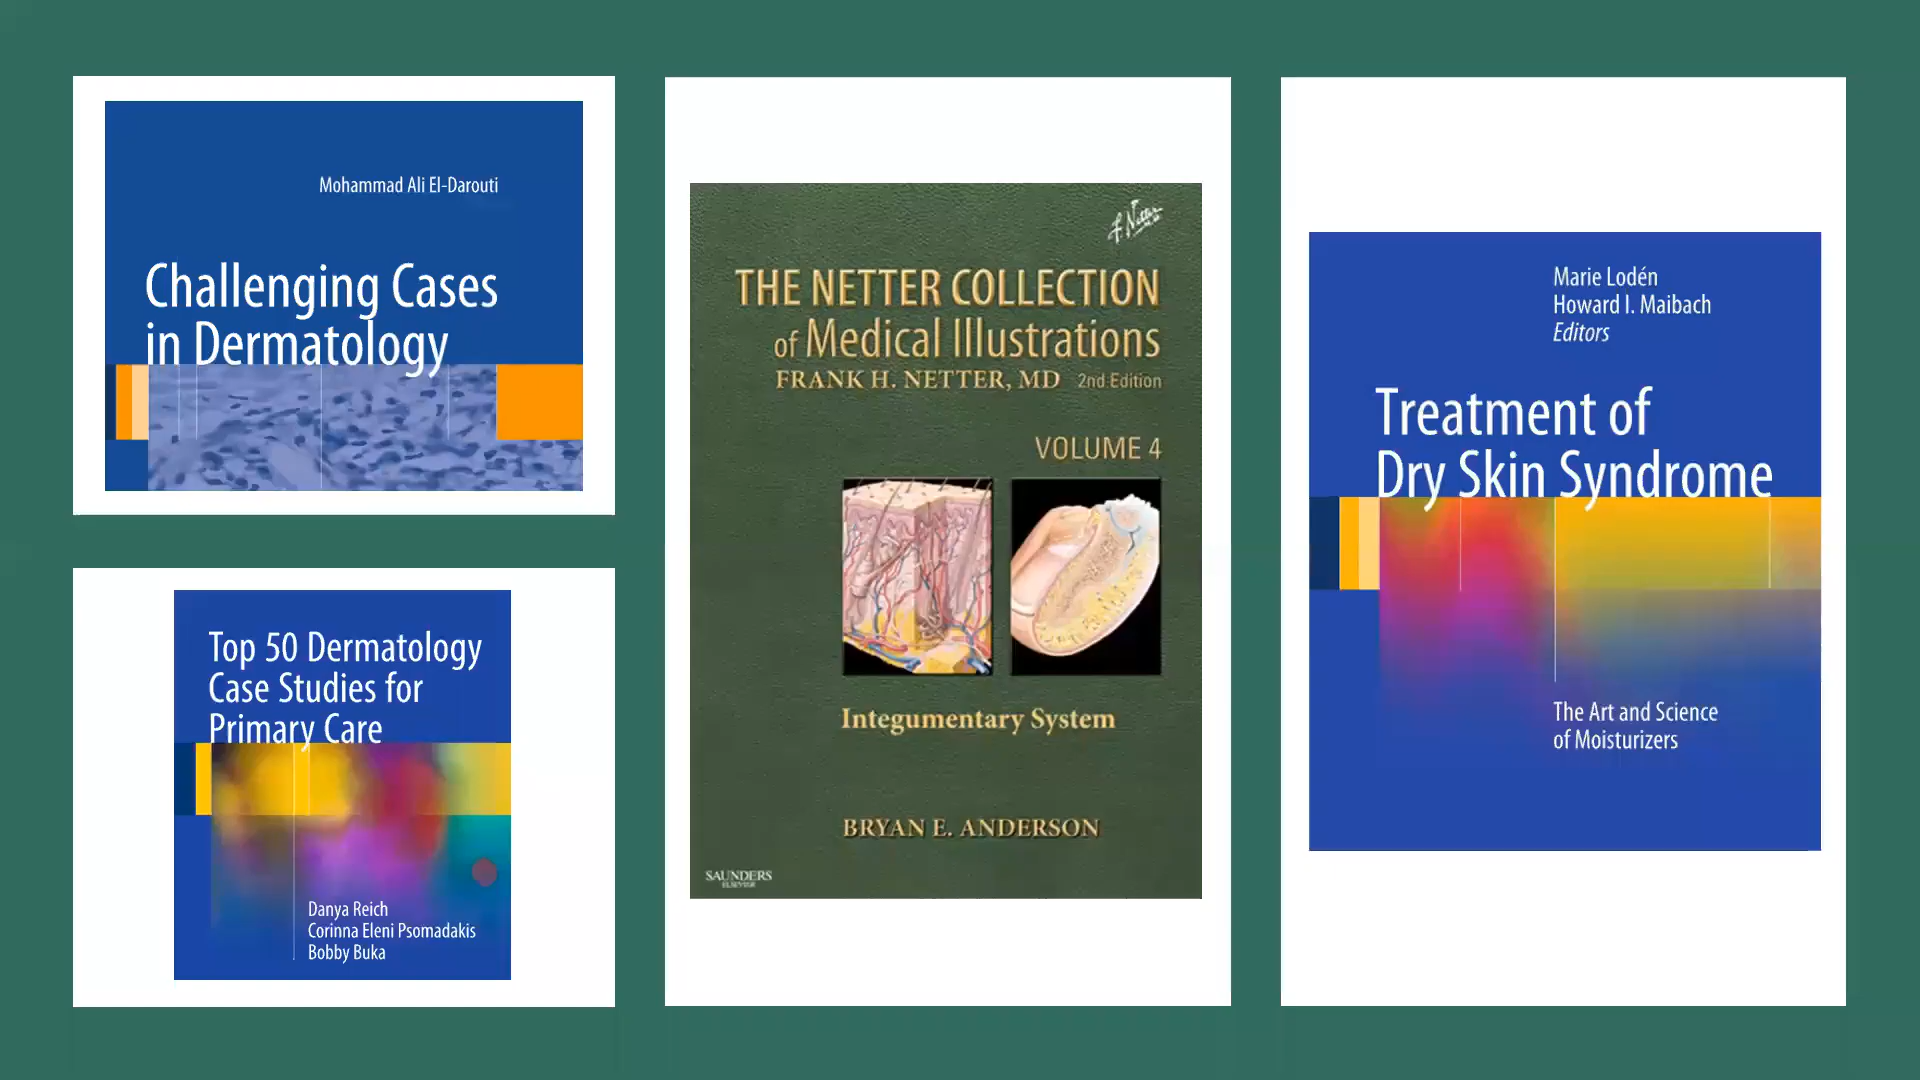 Mohammad Ali El-Darouti
Challenging Cases
in Dermatology
Top 50 Dermatology
Case Studies for
Primary Care
Danya Reich
Corinna Eleni Psomadakis
Bobby Buka
F. Netter
THE NETTER COLLECTION
of Medical Illustrations
FRANK H. NETTER, MD 2nd Edition
VOLUME 4
Integumentary System
BRYAN E. ANDERSON
SAUNDERS
ELSEVIER
Marie Lodén
Howard I. Maibach
Editors
Treatment of
Dry Skin Syndrome
The Art and Science
of Moisturizers